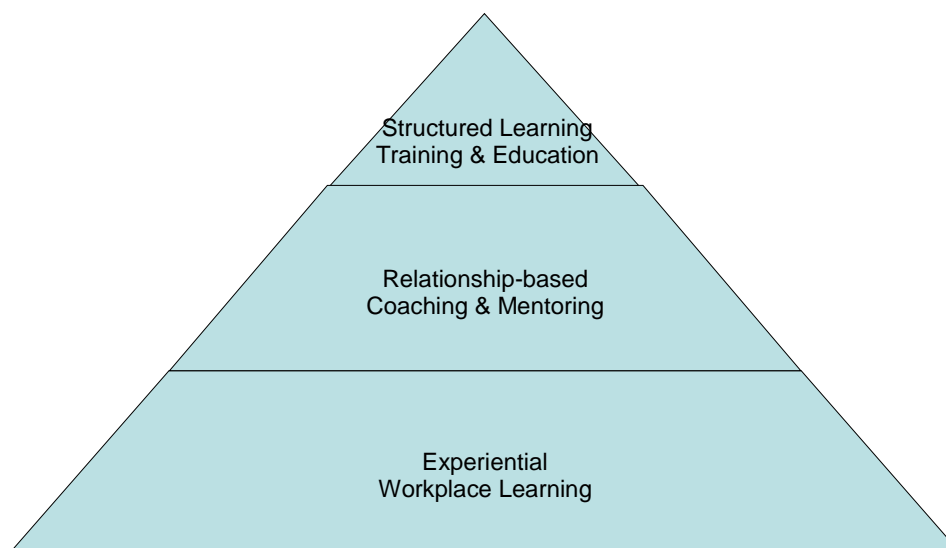 Structured Learning
Training & Education
Relationship-based
Coaching & Mentoring
Experiential
Workplace Learning